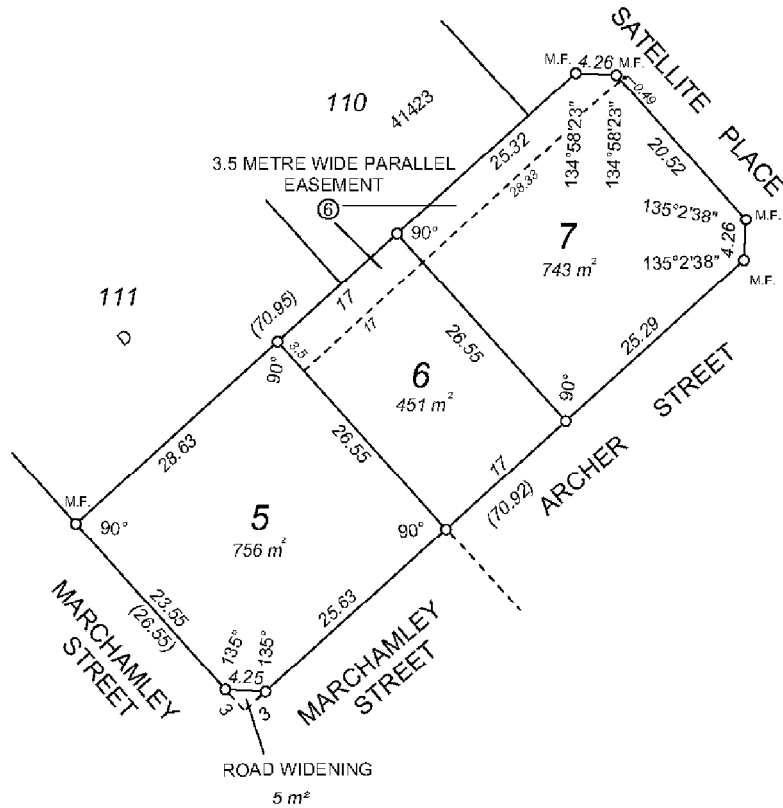 SATELLITE PLACE
M.F.
4.26
M.F.
0.49
110
41423
25.32
134°58'23"
134°58'23"
20.52
3.5 METRE WIDE PARALLEL
EASEMENT
6
28.33
90°
7
743 m²
135°2'38"
M.F.
4.26
135°2'38"
M.F.
111
D
(70.95)
17
17
3.5
90°
26.55
25.29
6
451 m²
90°
ARCHER STREET
28.63
26.55
17
(70.92)
M.F.
90°
5
756 m²
90°
23.55
(26.55)
25.63
MARCHAMLEY
STREET
135°
135°
4.25
3
3
MARCHAMLEY
STREET
ROAD WIDENING
5 m²